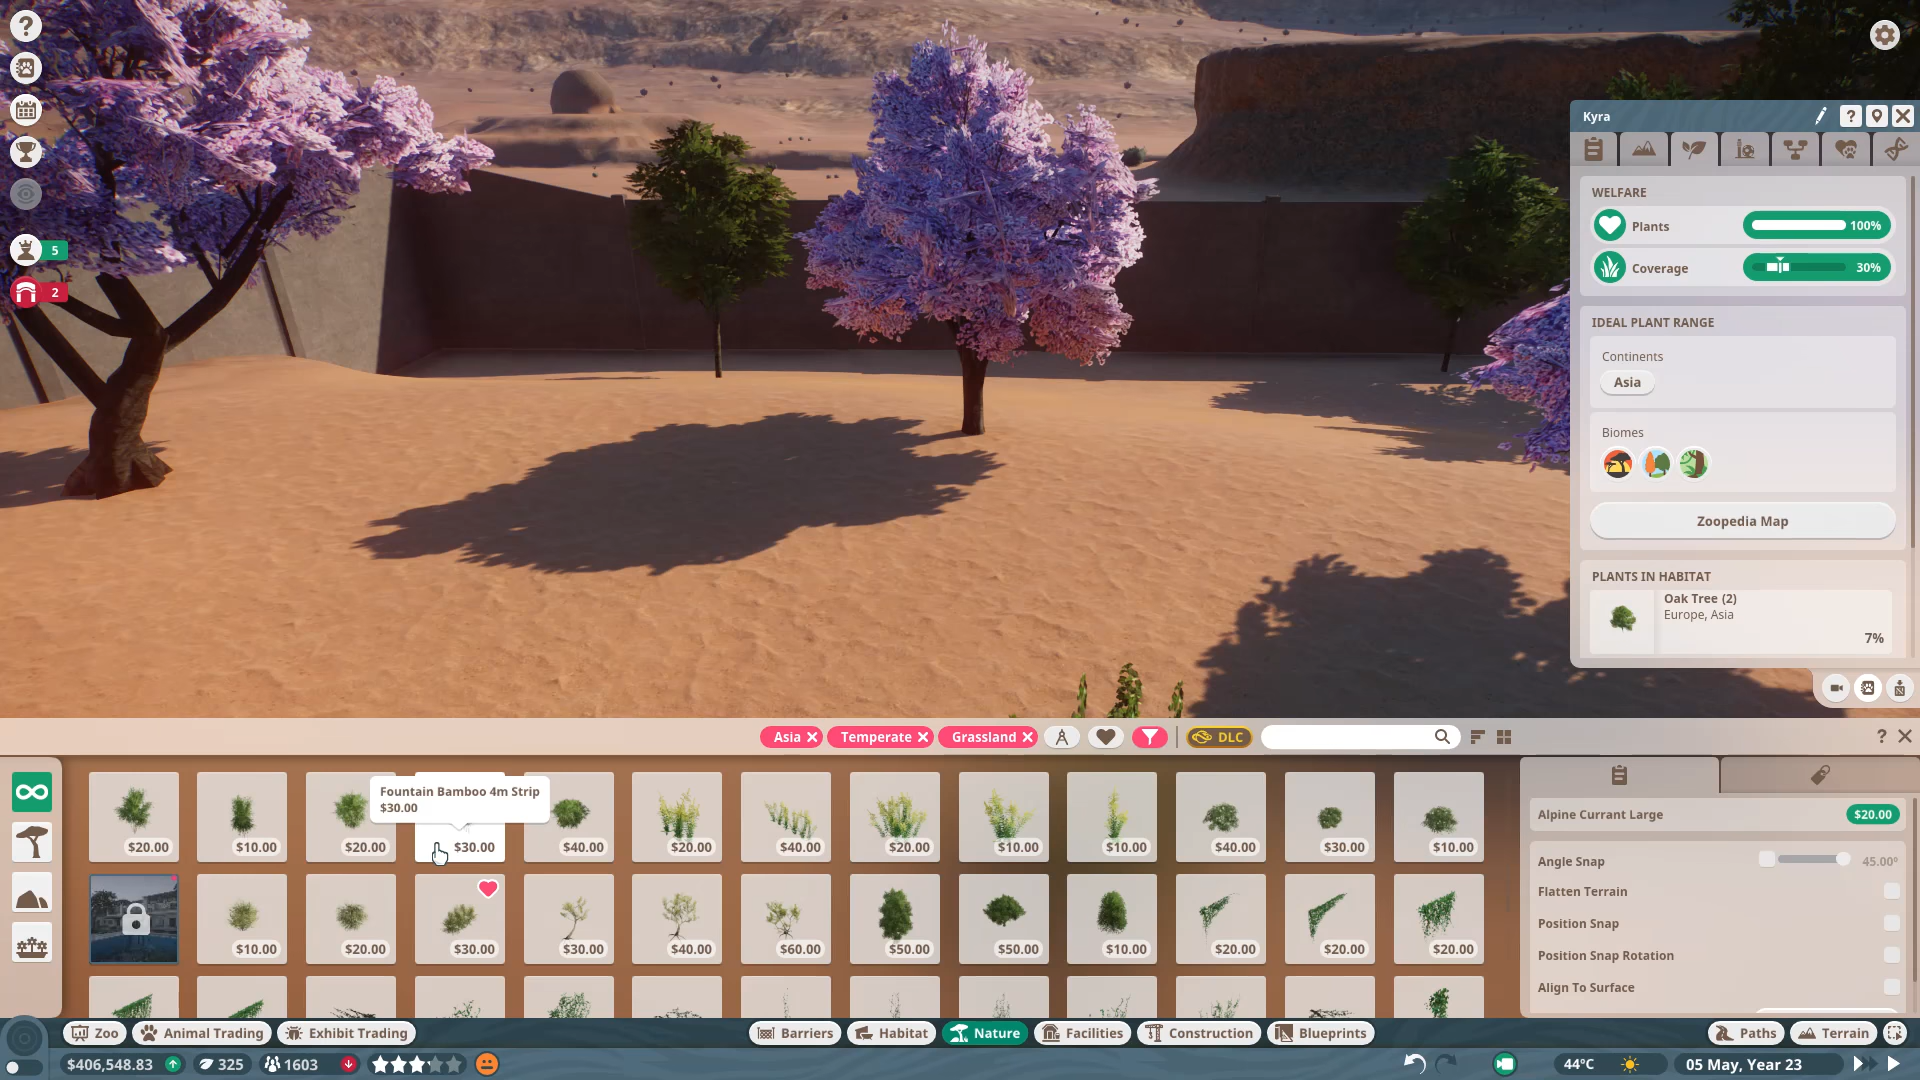 ?
5
2
Kyra
?
WELFARE
Plants
100%
Coverage
30%
IDEAL PLANT RANGE
Continents
Asia
Biomes
Zoopedia Map
PLANTS IN HABITAT
Oak Tree (2)
Europe, Asia
7%
Asia
Temperate
Grassland
DLC
?
Fountain Bamboo 4m Strip
$30.00
$20.00
$10.00
$20.00
$30.00
$40.00
$20.00
$40.00
$20.00
$10.00
$10.00
$40.00
$30.00
$10.00
$10.00
$20.00
$30.00
$30.00
$40.00
$60.00
$50.00
$50.00
$10.00
$20.00
$20.00
$20.00
Alpine Currant Large
$20.00
Angle Snap
45.00°
Flatten Terrain
Position Snap
Position Snap Rotation
Align To Surface
Zoo
Animal Trading
Exhibit Trading
Barriers
Habitat
Nature
Facilities
Construction
Blueprints
Paths
Terrain
$406,548.83
325
1603
44°C
05 May, Year 23